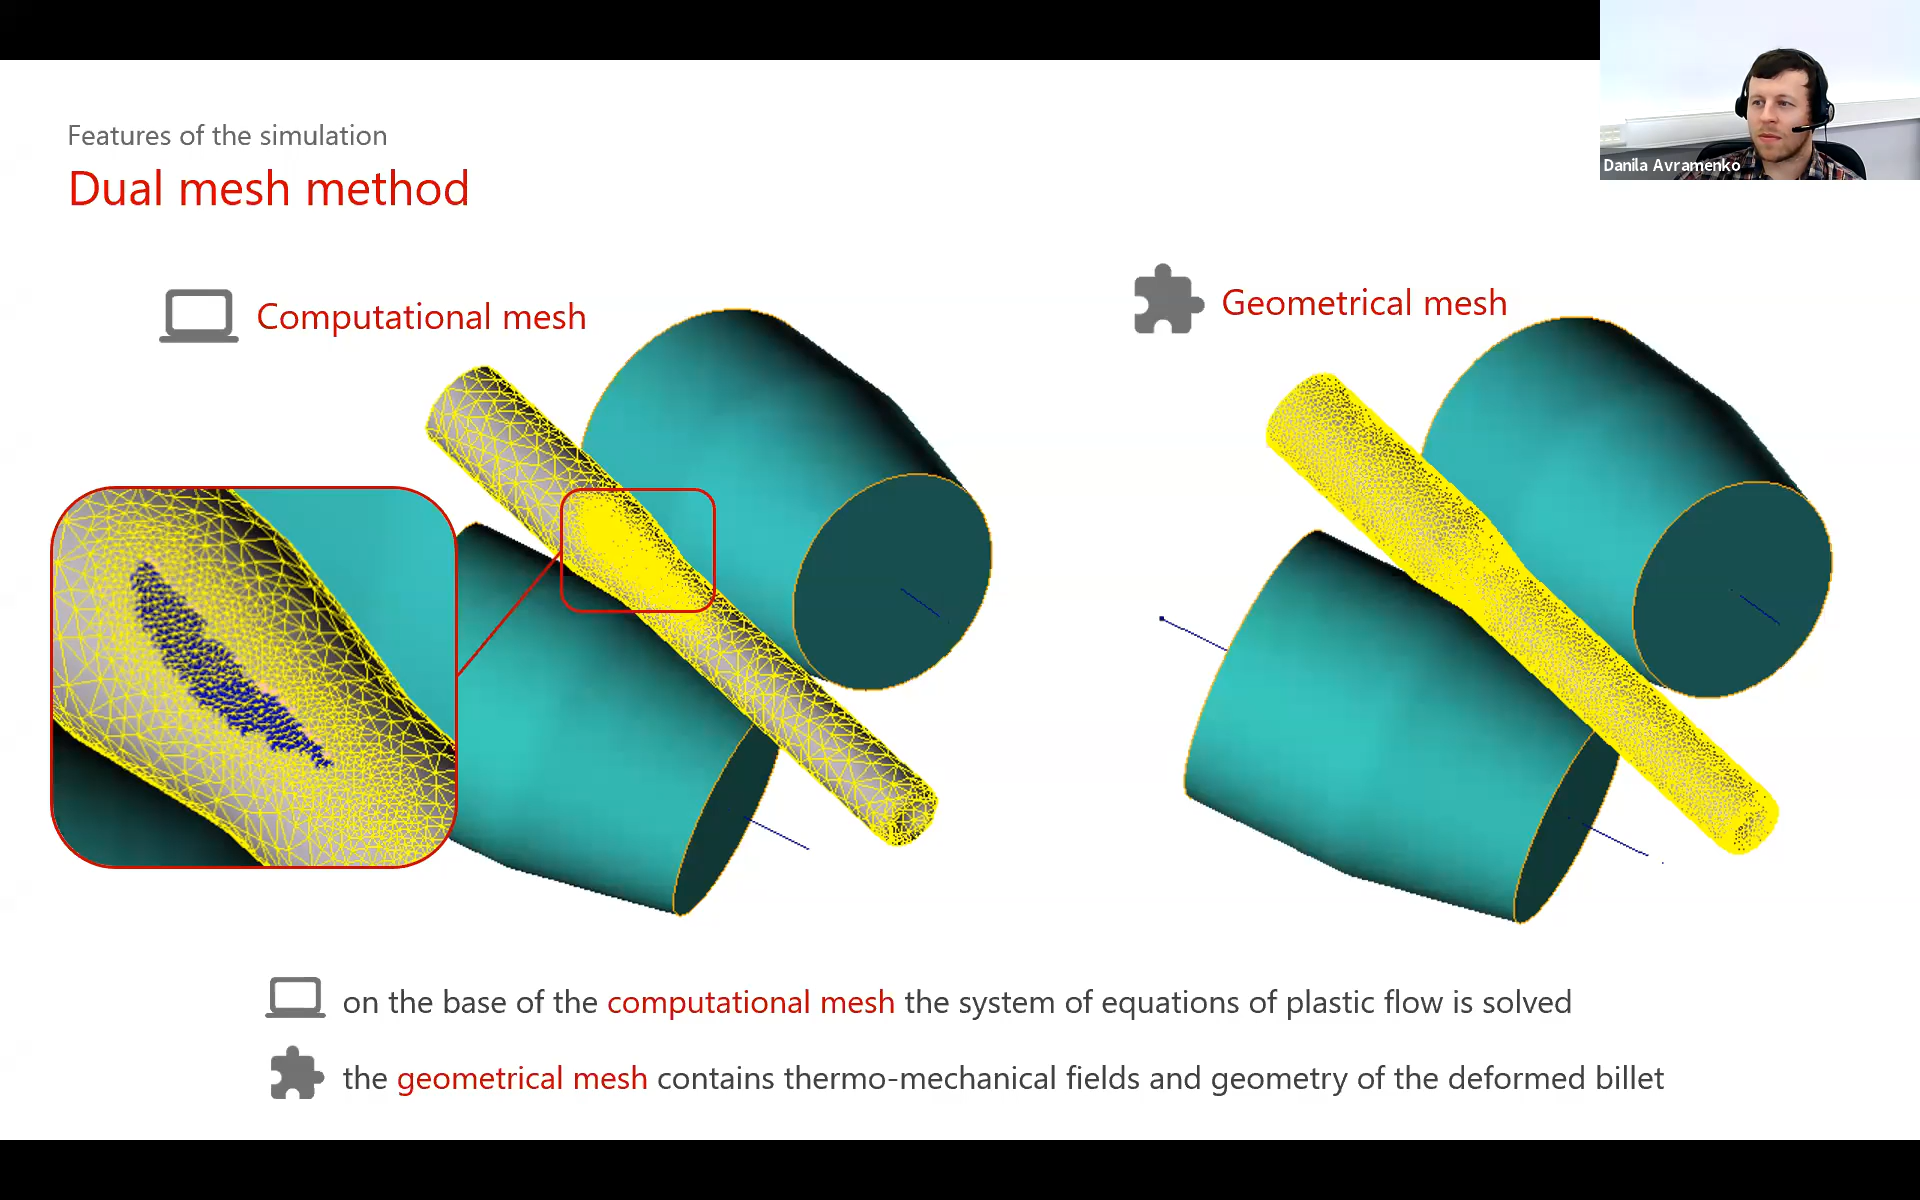 Features of the simulation
Dual mesh method
Danila Avramenko
Computational mesh
Geometrical mesh
on the base of the computational mesh the system of equations of plastic flow is solved
the geometrical mesh contains thermo-mechanical fields and geometry of the deformed billet